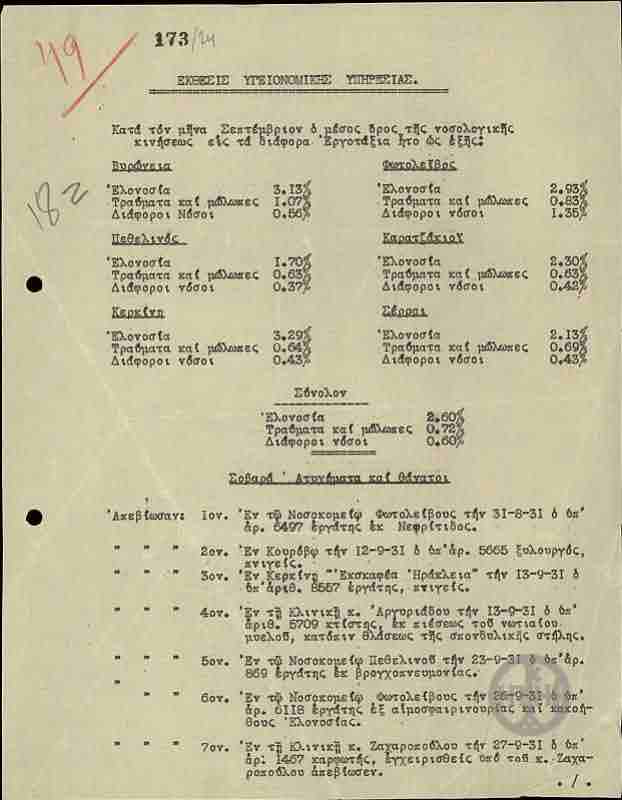 49
173/24
182
ΕΚΘΕΣΙΣ ΥΓΕΙΟΝΟΜΙΚΗΣ ΥΠΗΡΕΣΙΑΣ.
Κατά τόν μῆνα Σεπτέμβριον ὁ μέσος ὅρος τῆς νοσολογικῆς
κινήσεως εἰς τά διάφορα Ἐργοτάξια ἦτο ὡς ἑξῆς:
Βυρώνεια
Ἐλονοσία 3.13%
Τραύματα καί μώλωπες 1.07%
Διάφοροι Νόσοι 0.56%
Φωτολεῖβος
Ἐλονοσία 2.93%
Τραύματα καί μώλωπες 0.83%
Διάφοροι νόσοι 1.35%
Πεθελινός
Ἐλονοσία 1.70%
Τραύματα καί μώλωπες 0.63%
Διάφοροι νόσοι 0.37%
Καρατζάκιοϊ
Ἐλονοσία 2.30%
Τραύματα καί μώλωπες 0.63%
Διάφοροι νόσοι 0.42%
Κερκίνη
Ἐλονοσία 3.29%
Τραύματα καί μώλωπες 0.64%
Διάφοροι νόσοι 0.43%
Σέρραι
Ἐλονοσία 2.13%
Τραύματα καί μώλωπες 0.69%
Διάφοροι νόσοι 0.43%
Σύνολον
Ἐλονοσία 2.60%
Τραύματα καί μώλωπες 0.72%
Διάφοροι νόσοι 0.60%
Σοβαρά Ἀτυχήματα καί θάνατοι
Ἀπεβίωσαν: 1ον. Ἐν τῷ Νοσοκομείῳ Φωτολείβους τήν 31-8-31 ὁ ὑπ'
ἀρ. 6497 ἐργάτης ἐκ Νεφρίτιδος.
" " " 2ον. Ἐν Κουρόβῳ τήν 12-9-31 ὁ ὑπ'ἀρ. 5665 ξυλουργός,
πνιγείς.
" " " 3ον. Ἐν Κερκίνῃ "Ἐκσκαφέα Ἡράκλεια" τήν 13-9-31 ὁ
ὑπ'ἀριθ. 8557 ἐργάτης, πνιγείς.
" " " 4ον. Ἐν τῇ Κλινικῇ κ. Ἀργυριάδου τήν 13-9-31 ὁ ὑπ'
ἀριθ. 5709 κτίστης, ἐκ πιέσεως τοῦ νωτιαίου
μυελοῦ, κατόπιν θλάσεως τῆς σπονδυλικῆς στήλης.
" " " 5ον. Ἐν τῷ Νοσοκομείῳ Πεθελινοῦ τήν 23-9-31 ὁ ὑπ'ἀρ.
869 ἐργάτης ἐκ βρογχοπνευμονίας.
"
" " 6ον. Ἐν τῷ Νοσοκομείῳ Φωτολείβους τήν 26-9-31 ὁ ὑπ'
ἀρ. 6118 ἐργάτης ἐξ αἱμοσφαιρινουρίας καί κακοή-
θους Ἐλονοσίας.
" " " 7ον. Ἐν τῇ Κλινικῇ κ. Ζαχαροπούλου τήν 27-9-31 ὁ ὑπ'
ἀρ. 1467 καρφωτής, ἐγχειρισθείς ὑπό τοῦ κ. Ζαχα-
ροπούλου ἀπεβίωσεν.
. / .